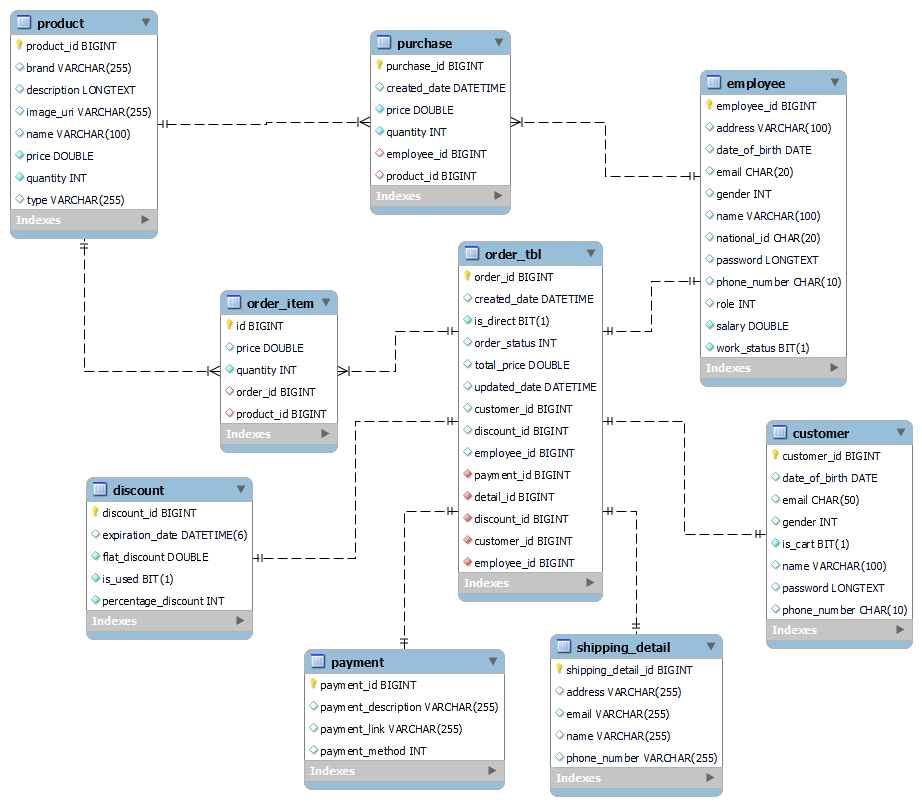 product
product_id BIGINT
brand VARCHAR(255)
description LONGTEXT
image_uri VARCHAR(255)
name VARCHAR(100)
price DOUBLE
quantity INT
type VARCHAR(255)
Indexes
purchase
purchase_id BIGINT
created_date DATETIME
price DOUBLE
quantity INT
employee_id BIGINT
product_id BIGINT
Indexes
employee
employee_id BIGINT
address VARCHAR(100)
date_of_birth DATE
email CHAR(20)
gender INT
name VARCHAR(100)
national_id CHAR(20)
password LONGTEXT
phone_number CHAR(10)
role INT
salary DOUBLE
work_status BIT(1)
Indexes
order_tbl
order_id BIGINT
created_date DATETIME
is_direct BIT(1)
order_status INT
total_price DOUBLE
updated_date DATETIME
customer_id BIGINT
discount_id BIGINT
employee_id BIGINT
payment_id BIGINT
detail_id BIGINT
discount_id BIGINT
customer_id BIGINT
employee_id BIGINT
Indexes
order_item
id BIGINT
price DOUBLE
quantity INT
order_id BIGINT
product_id BIGINT
Indexes
customer
customer_id BIGINT
date_of_birth DATE
email CHAR(50)
gender INT
is_cart BIT(1)
name VARCHAR(100)
password LONGTEXT
phone_number CHAR(10)
Indexes
discount
discount_id BIGINT
expiration_date DATETIME(6)
flat_discount DOUBLE
is_used BIT(1)
percentage_discount INT
Indexes
payment
payment_id BIGINT
payment_description VARCHAR(255)
payment_link VARCHAR(255)
payment_method INT
Indexes
shipping_detail
shipping_detail_id BIGINT
address VARCHAR(255)
email VARCHAR(255)
name VARCHAR(255)
phone_number VARCHAR(255)
Indexes